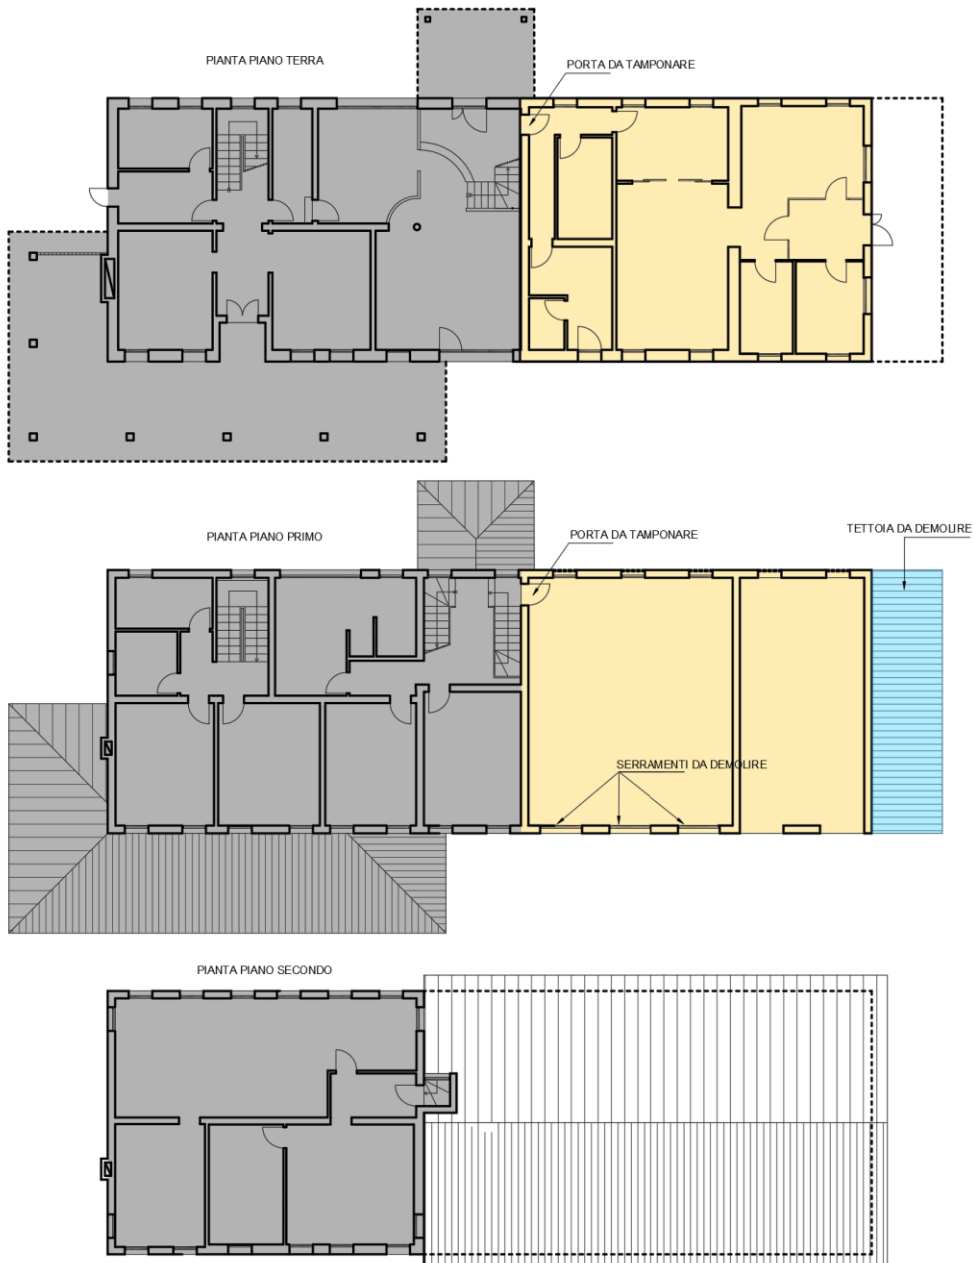 PIANTA PIANO TERRA
PORTA DA TAMPONARE
PIANTA PIANO PRIMO
PORTA DA TAMPONARE
TETTOIA DA DEMOLIRE
SERRAMENTI DA DEMOLIRE
PIANTA PIANO SECONDO